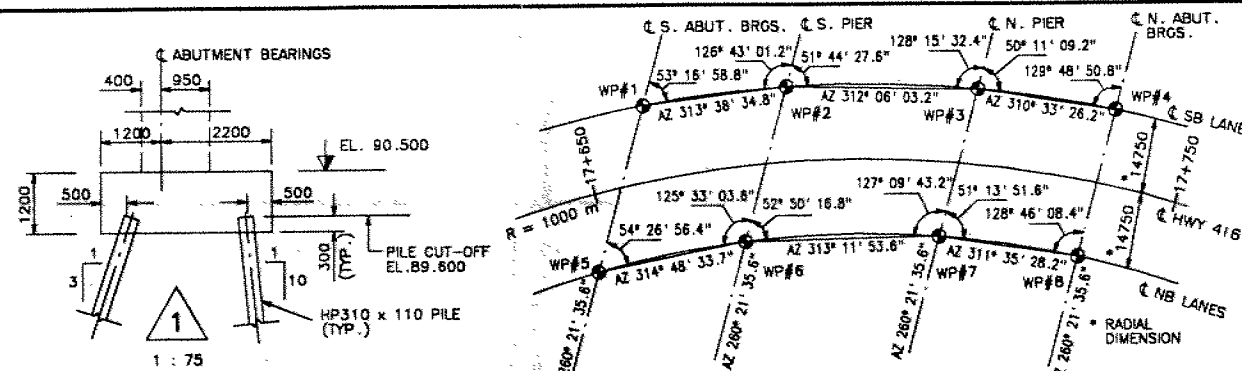 ℄ ABUTMENT BEARINGS
400
950
1200
2200
EL. 90.500
1200
500
500
300
(TYP.)
PILE CUT-OFF
EL.89.600
1
3
1
10
HP310 x 110 PILE
(TYP.)
1
1 : 75
℄ S. ABUT. BRGS.
℄ S. PIER
℄ N. PIER
℄ N. ABUT.
BRGS.
126° 43' 01.2"
51° 44' 27.6"
128° 15' 32.4"
50° 11' 09.2"
53° 16' 58.8"
129° 48' 50.8"
WP#1
AZ 313° 38' 34.8"
WP#2
AZ 312° 06' 03.2"
WP#3
AZ 310° 33' 26.2"
WP#4
℄ SB LANE
17+650
* 14750
17+750
R = 1000 m
125° 33' 03.6"
52° 50' 16.8"
127° 09' 43.2"
51° 13' 51.6"
128° 46' 08.4"
54° 26' 56.4"
* 14750
℄ HWY 416
WP#5
AZ 314° 48' 33.7"
WP#6
AZ 313° 11' 53.6"
WP#7
AZ 311° 35' 28.2"
WP#8
℄ NB LANES
260° 21' 35.6"
AZ 260° 21' 35.6"
AZ 260° 21' 35.6"
AZ 260° 21' 35.6"
* RADIAL
DIMENSION